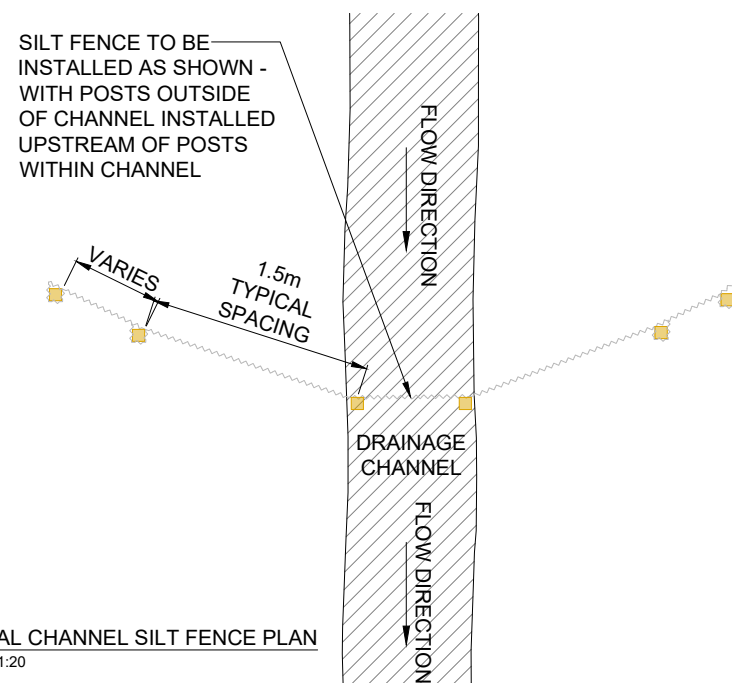 SILT FENCE TO BE
INSTALLED AS SHOWN -
WITH POSTS OUTSIDE
OF CHANNEL INSTALLED
UPSTREAM OF POSTS
WITHIN CHANNEL
FLOW DIRECTION
VARIES
1.5m
TYPICAL
SPACING
DRAINAGE
CHANNEL
FLOW DIRECTION
AL CHANNEL SILT FENCE PLAN
1:20